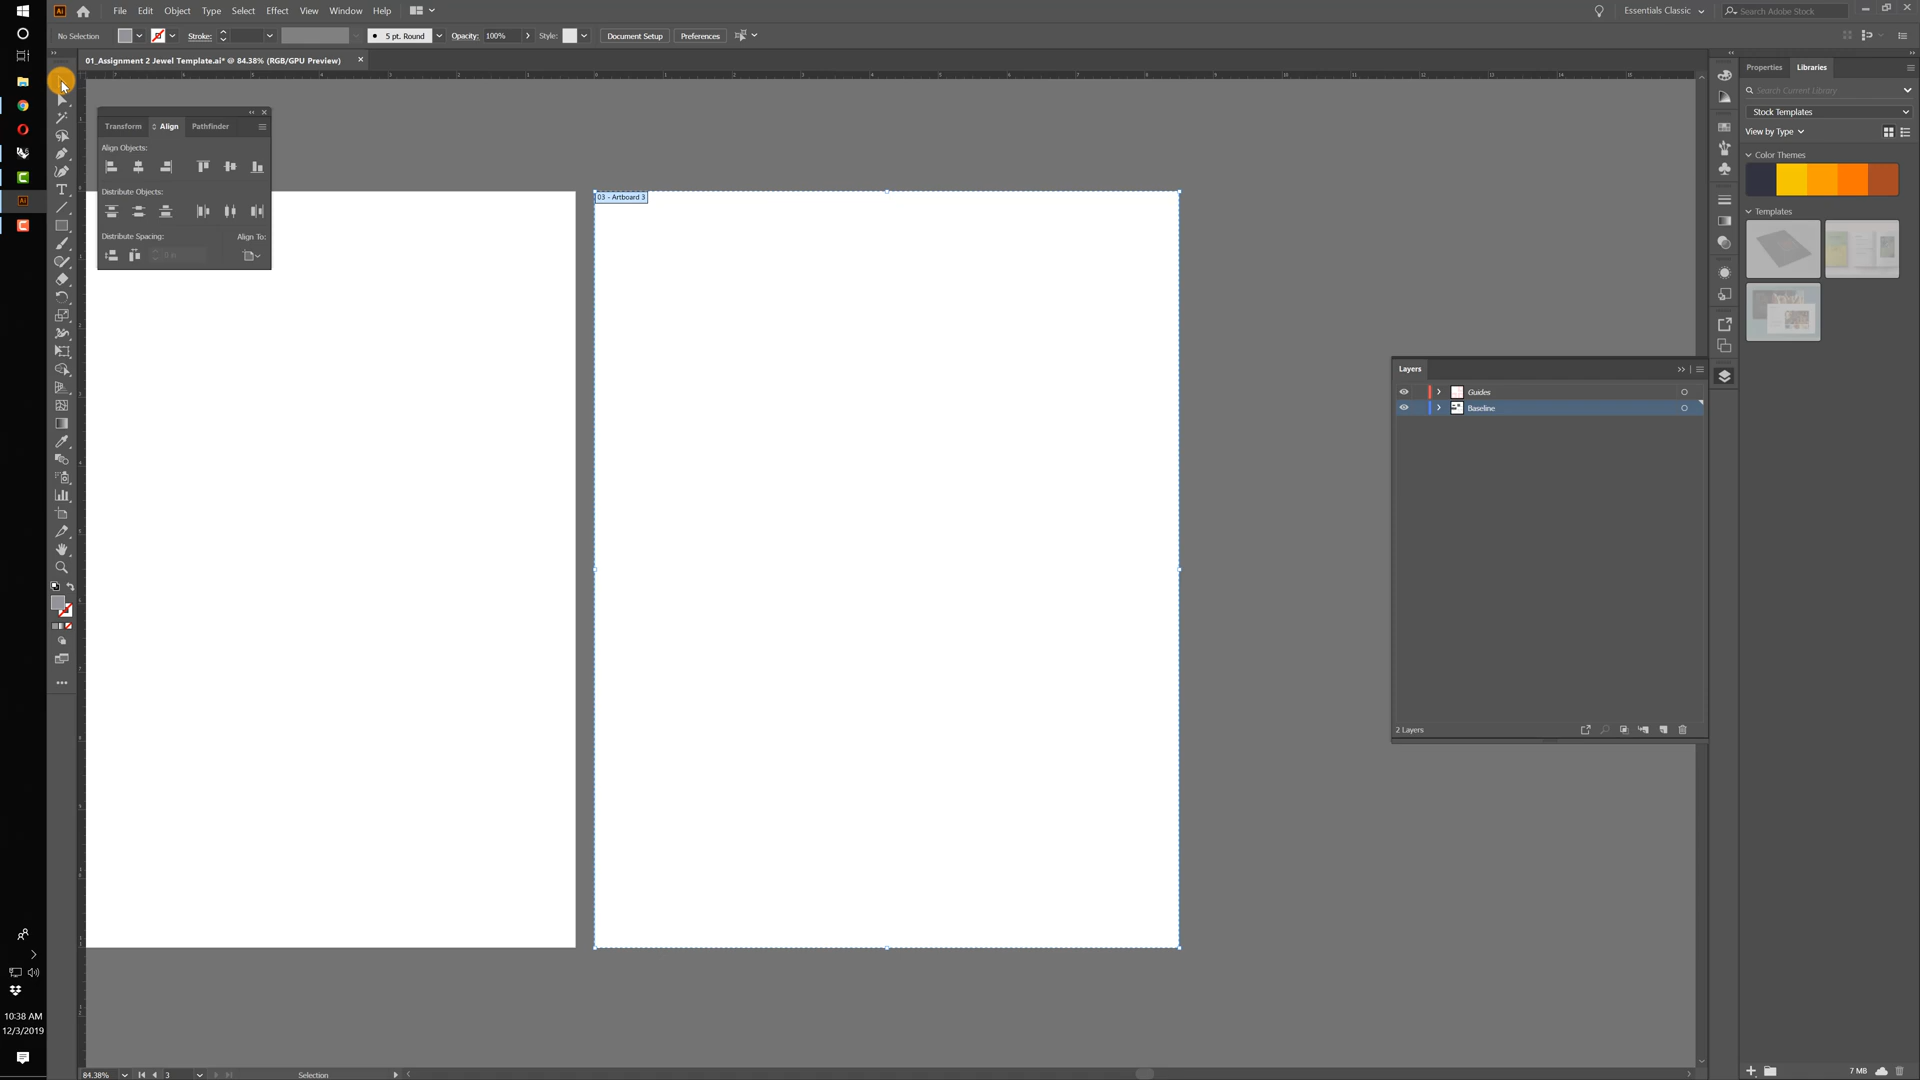 File Edit Object Type Select Effect View Window Help
Essentials Classic
Search Adobe Stock
No Selection
Stroke:
5 pt. Round
Opacity: 100%
Style:
Document Setup
Preferences
01_Assignment 2 Jewel Template.ai* @ 84.38% (RGB/GPU Preview)
Transform Align Pathfinder
Align Objects:
Distribute Objects:
Distribute Spacing:
Align To:
0 in
03 - Artboard 3
Layers
Guides
Baseline
2 Layers
Properties Libraries
Search Current Library
Stock Templates
View by Type
Color Themes
Templates
7 MB
10:38 AM
12/3/2019
84.38%
3
Selection